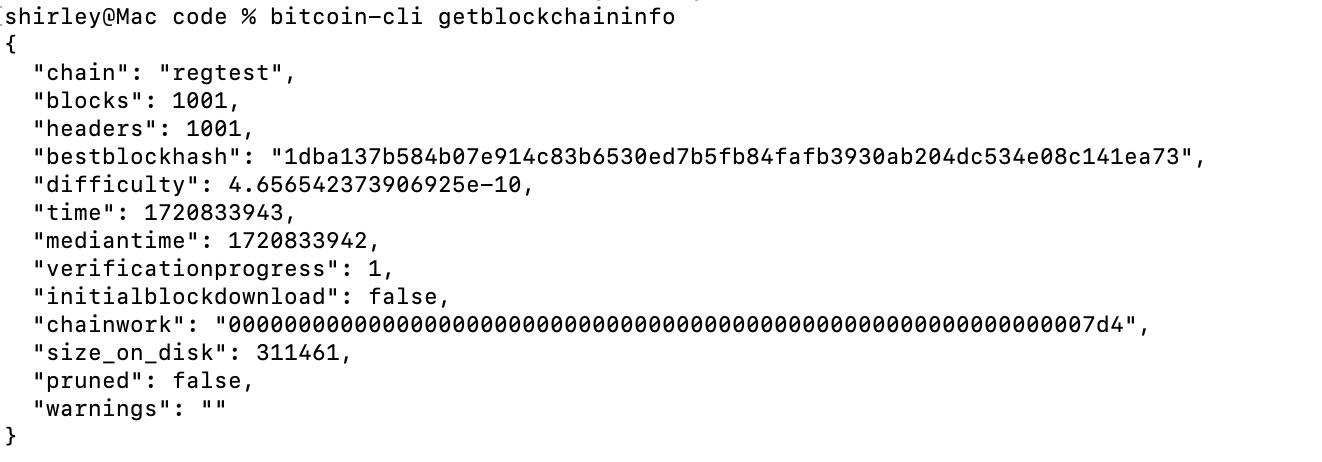 shirley@Mac code % bitcoin-cli getblockchaininfo
{
  "chain": "regtest",
  "blocks": 1001,
  "headers": 1001,
  "bestblockhash": "1dba137b584b07e914c83b6530ed7b5fb84fafb3930ab204dc534e08c141ea73",
  "difficulty": 4.656542373906925e-10,
  "time": 1720833943,
  "mediantime": 1720833942,
  "verificationprogress": 1,
  "initialblockdownload": false,
  "chainwork": "00000000000000000000000000000000000000000000000000000000000007d4",
  "size_on_disk": 311461,
  "pruned": false,
  "warnings": ""
}